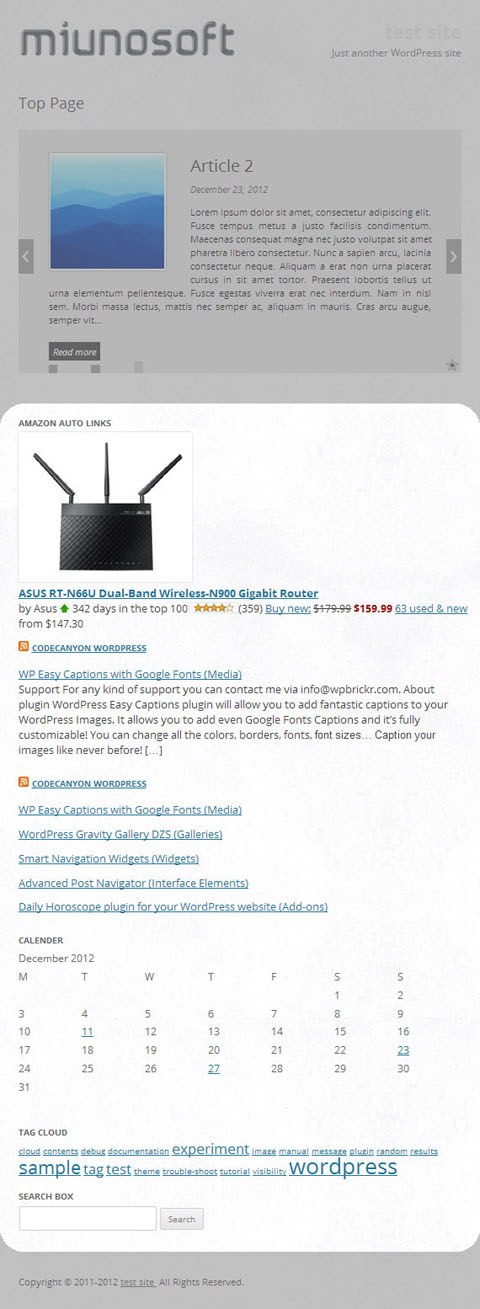 miunosoft
test site
Just another WordPress site
Top Page
Article 2
December 23, 2012
Lorem ipsum dolor sit amet, consectetur adipiscing elit.
Fusce tempus metus a justo facilisis condimentum.
Maecenas consequat magna nec justo volutpat sit amet
pharetra libero consectetur. Nunc a sapien arcu, lacinia
consectetur neque. Aliquam a erat non urna placerat
cursus in sit amet tortor. Praesent lobortis tellus ut
urna elementum pellentesque. Fusce egestas viverra erat nec interdum. Nam in nisl
sem. Morbi massa lectus, mattis nec semper ac, aliquam in mauris. Cras arcu augue,
semper vit...
Read more
AMAZON AUTO LINKS
ASUS RT-N66U Dual-Band Wireless-N900 Gigabit Router
by Asus 342 days in the top 100 (359) Buy new: $179.99 $159.99 63 used & new
from $147.30
CODECANYON WORDPRESS
WP Easy Captions with Google Fonts (Media)
Support For any kind of support you can contact me via info@wpbrickr.com. About
plugin WordPress Easy Captions plugin will allow you to add fantastic captions to your
WordPress Images. It allows you to add even Google Fonts Captions and it's fully
customizable! You can change all the colors, borders, fonts, font sizes… Caption your
images like never before! […]
CODECANYON WORDPRESS
WP Easy Captions with Google Fonts (Media)
WordPress Gravity Gallery DZS (Galleries)
Smart Navigation Widgets (Widgets)
Advanced Post Navigator (Interface Elements)
Daily Horoscope plugin for your WordPress website (Add-ons)
CALENDER
December 2012
M T W T F S S
1 2
3 4 5 6 7 8 9
10 11 12 13 14 15 16
17 18 19 20 21 22 23
24 25 26 27 28 29 30
31
TAG CLOUD
cloud contents debug documentation experiment image manual message plugin random results
sample tag test theme trouble-shoot tutorial visibility wordpress
SEARCH BOX
Search
Copyright © 2011-2012 test site All Rights Reserved.